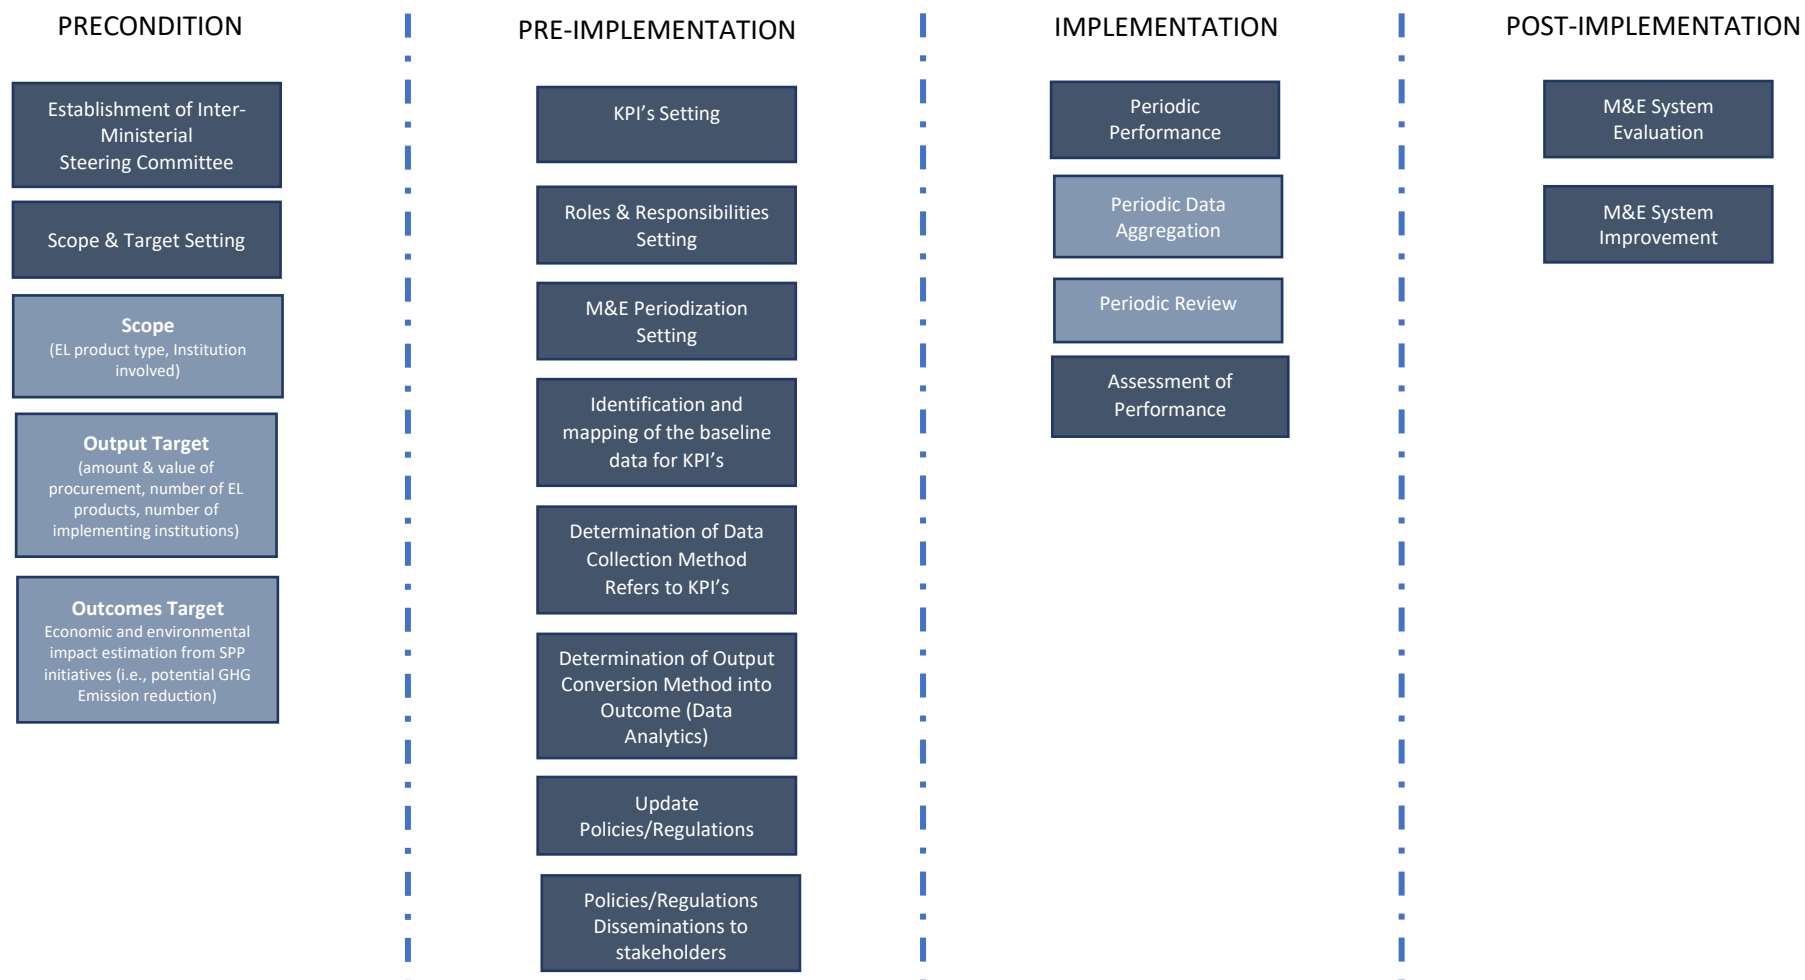 PRECONDITION
Establishment of Inter-
Ministerial
Steering Committee
Scope & Target Setting
Scope
(EL product type, Institution
involved)
Output Target
(amount & value of
procurement, number of EL
products, number of
implementing institutions)
Outcomes Target
Economic and environmental
impact estimation from SPP
initiatives (i.e., potential GHG
Emission reduction)
PRE-IMPLEMENTATION
KPI’s Setting
Roles & Responsibilities
Setting
M&E Periodization
Setting
Identification and
mapping of the baseline
data for KPI’s
Determination of Data
Collection Method
Refers to KPI’s
Determination of Output
Conversion Method into
Outcome (Data
Analytics)
Update
Policies/Regulations
Policies/Regulations
Disseminations to
stakeholders
IMPLEMENTATION
Periodic
Performance
Periodic Data
Aggregation
Periodic Review
Assessment of
Performance
POST-IMPLEMENTATION
M&E System
Evaluation
M&E System
Improvement